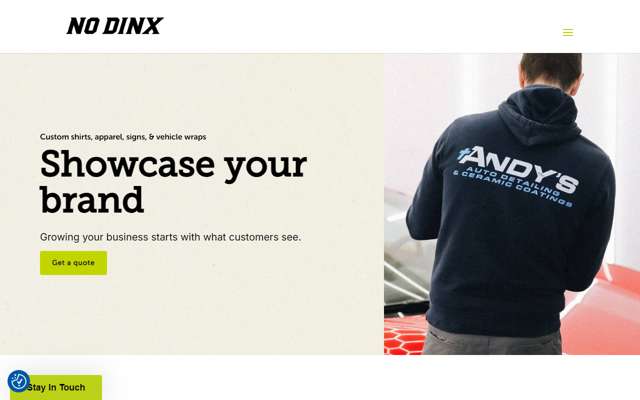 NO DINX
Custom shirts, apparel, signs, & vehicle wraps
Showcase your
brand
Growing your business starts with what customers see.
Get a quote
ANDY'S
AUTO DETAILING
& CERAMIC COATINGS
Stay In Touch